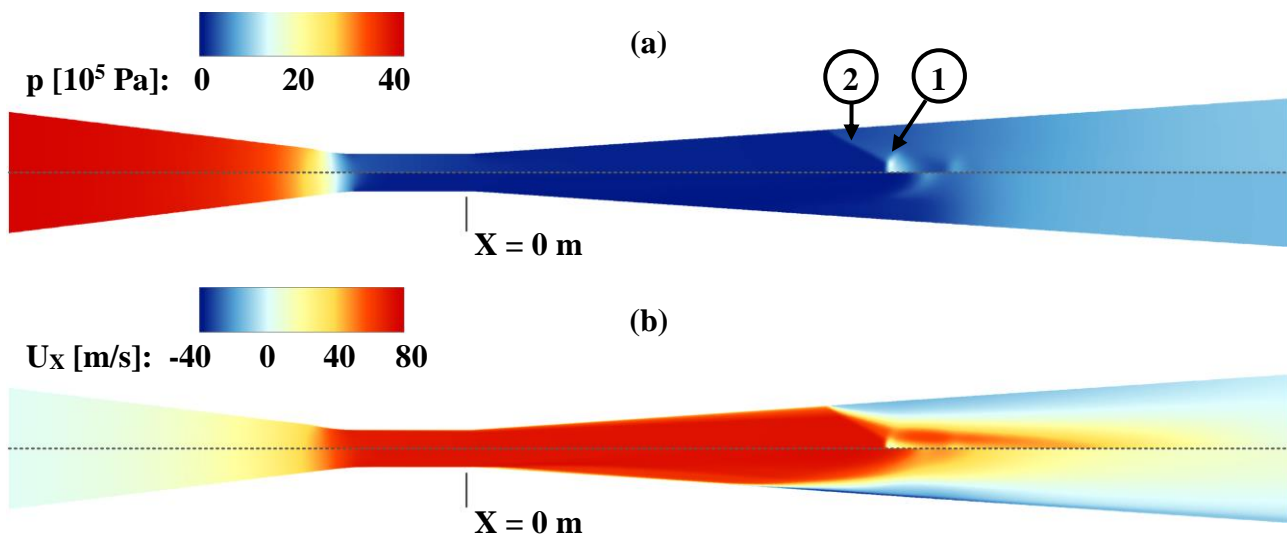 (a)
p [10⁵ Pa]: 0 20 40
2 1
X = 0 m
(b)
Uₓ [m/s]: -40 0 40 80
X = 0 m